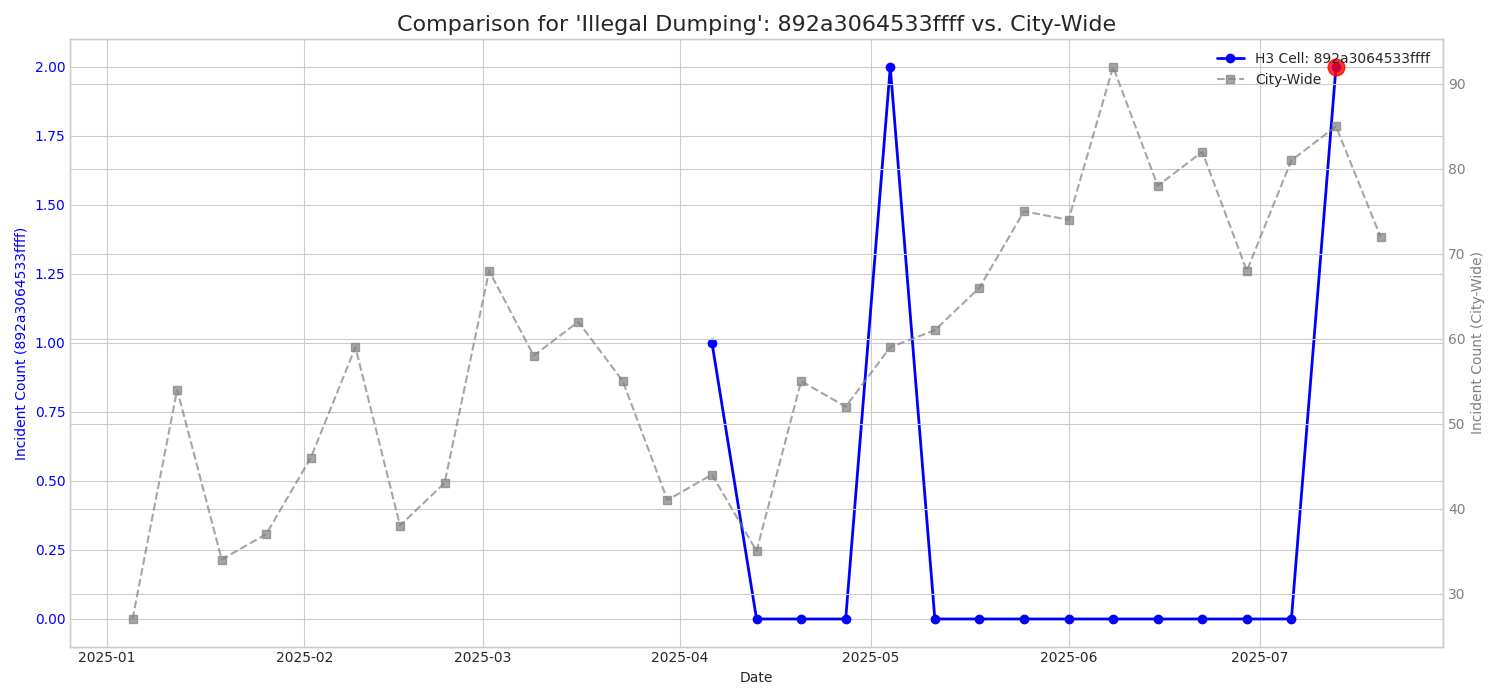 Comparison for 'Illegal Dumping': 892a3064533ffff vs. City-Wide
H3 Cell: 892a3064533ffff
City-Wide
Incident Count (892a3064533ffff)
2.00
1.75
1.50
1.25
1.00
0.75
0.50
0.25
0.00
90
80
70
60
50
40
30
Incident Count (City-Wide)
2025-01 2025-02 2025-03 2025-04 2025-05 2025-06 2025-07
Date